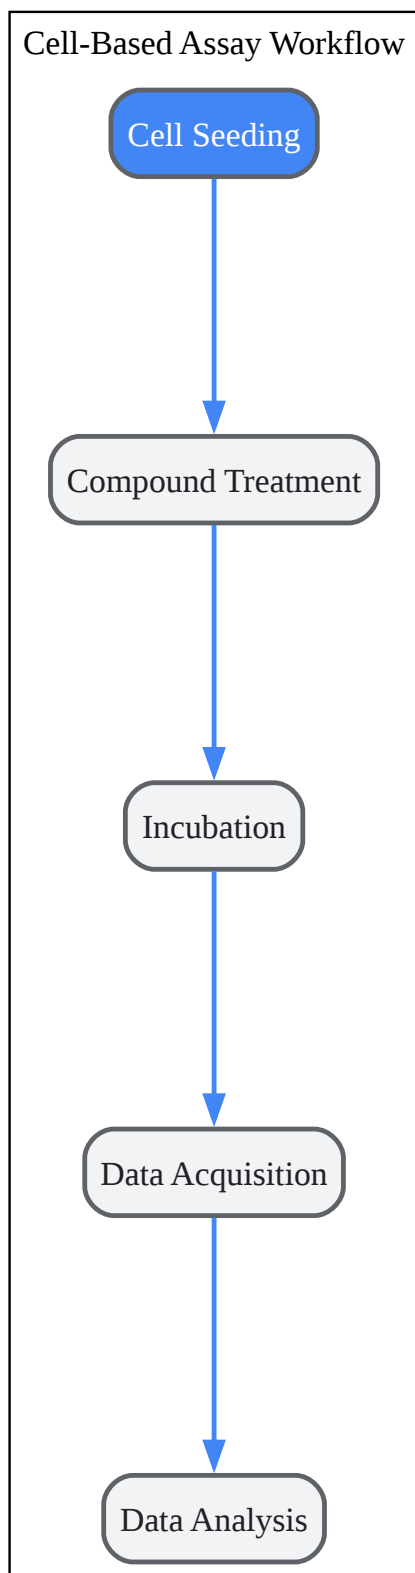 Cell-Based Assay Workflow
Cell Seeding
Compound Treatment
Incubation
Data Acquisition
Data Analysis